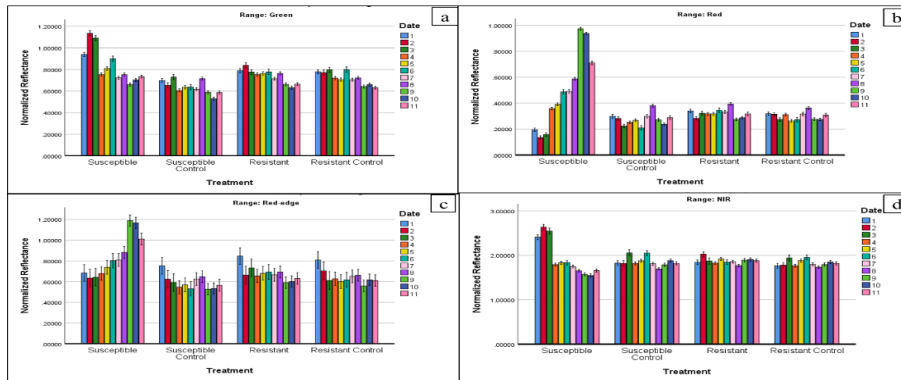 Range: Green
a
Normalized Reflectance
1.20000
1.00000
.80000
.60000
.40000
.20000
.00000
Susceptible
Susceptible Control
Resistant
Resistant Control
Treatment
Date
1
2
3
4
5
6
7
8
9
10
11
Range: Red
b
Normalized Reflectance
1.00000
.80000
.60000
.40000
.20000
.00000
Susceptible
Susceptible Control
Resistant
Resistant Control
Treatment
Date
1
2
3
4
5
6
7
8
9
10
11
Range: Red-edge
c
Normalized Reflectance
1.20000
1.00000
.80000
.60000
.40000
.20000
.00000
Susceptible
Susceptible Control
Resistant
Resistant Control
Treatment
Date
1
2
3
4
5
6
7
8
9
10
11
Range: NIR
d
Normalized Reflectance
3.00000
2.00000
1.00000
.00000
Susceptible
Susceptible Control
Resistant
Resistant Control
Treatment
Date
1
2
3
4
5
6
7
8
9
10
11